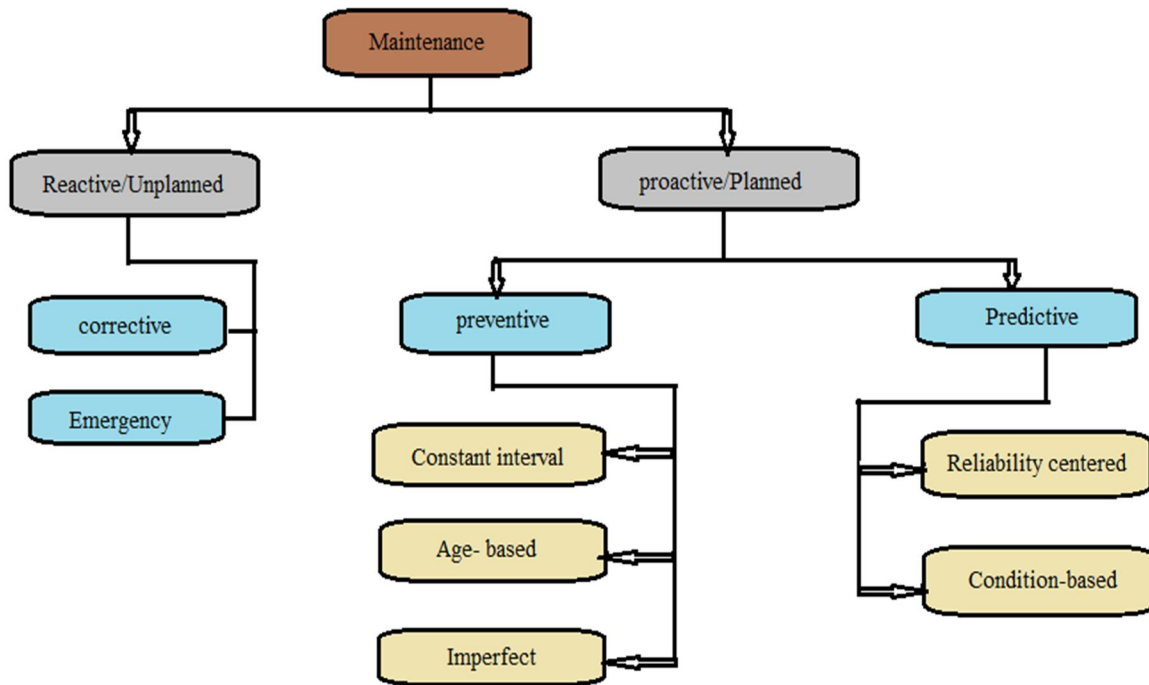 Maintenance
Reactive/Unplanned
proactive/Planned
corrective
preventive
Predictive
Emergency
Constant interval
Reliability centered
Age- based
Condition-based
Imperfect